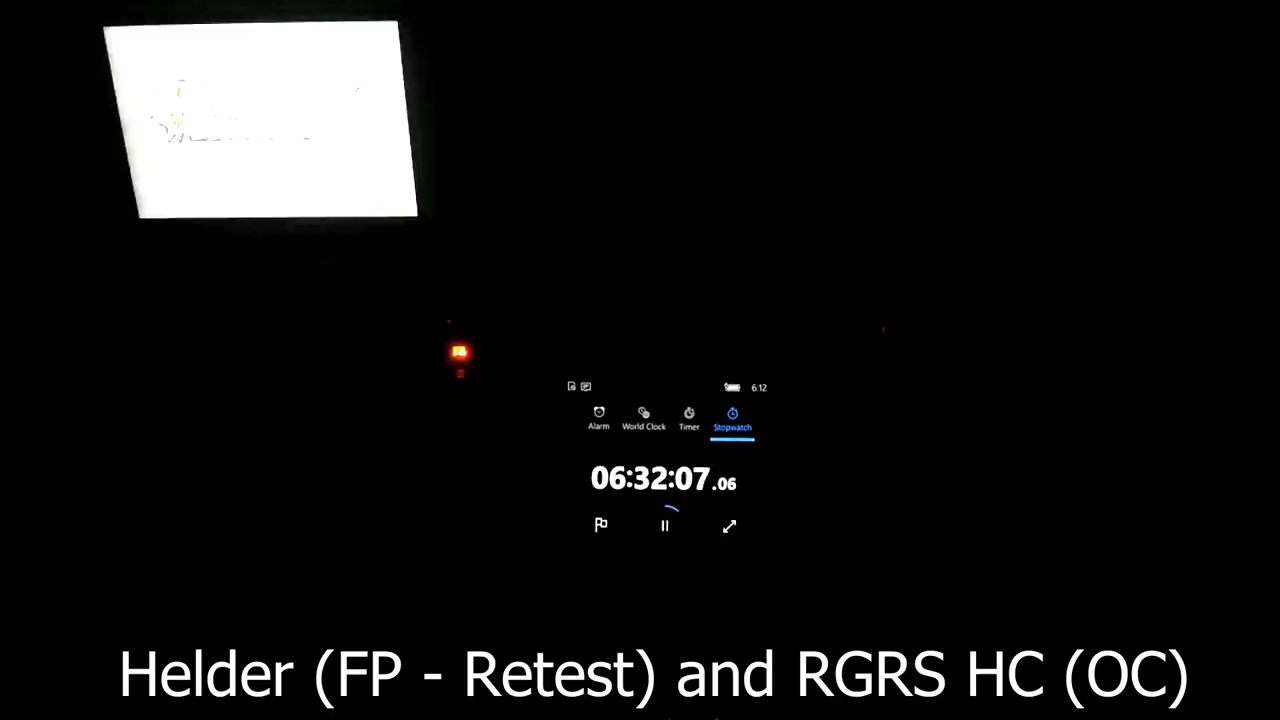 6:12
Alarm World Clock Timer Stopwatch
06:32:07.06
Helder (FP - Retest) and RGRS HC (OC)